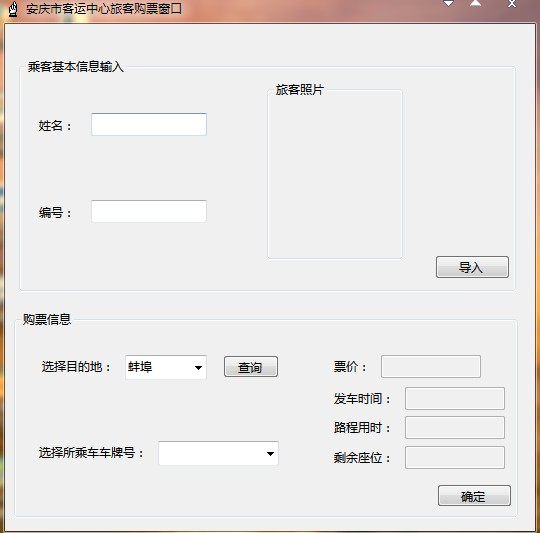 安庆市客运中心旅客购票窗口
乘客基本信息输入
旅客照片
姓名：
编号：
导入
购票信息
选择目的地：
蚌埠
查询
票价：
发车时间：
路程用时：
选择所乘车车牌号：
剩余座位：
确定